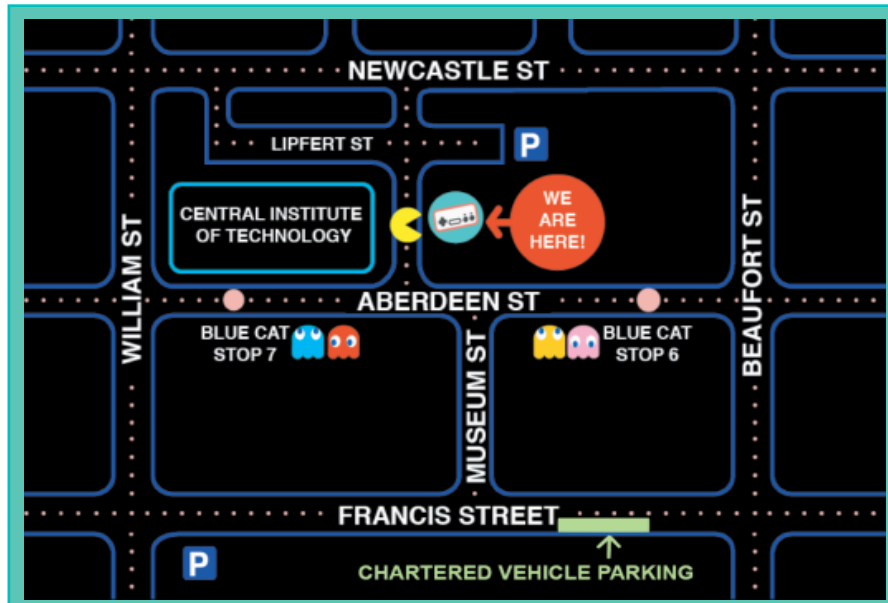 NEWCASTLE ST
LIPFERT ST
P
WE
ARE
HERE!
CENTRAL INSTITUTE
OF TECHNOLOGY
WILLIAM ST
BEAUFORT ST
ABERDEEN ST
BLUE CAT
STOP 7
BLUE CAT
STOP 6
MUSEUM ST
FRANCIS STREET
P
CHARTERED VEHICLE PARKING